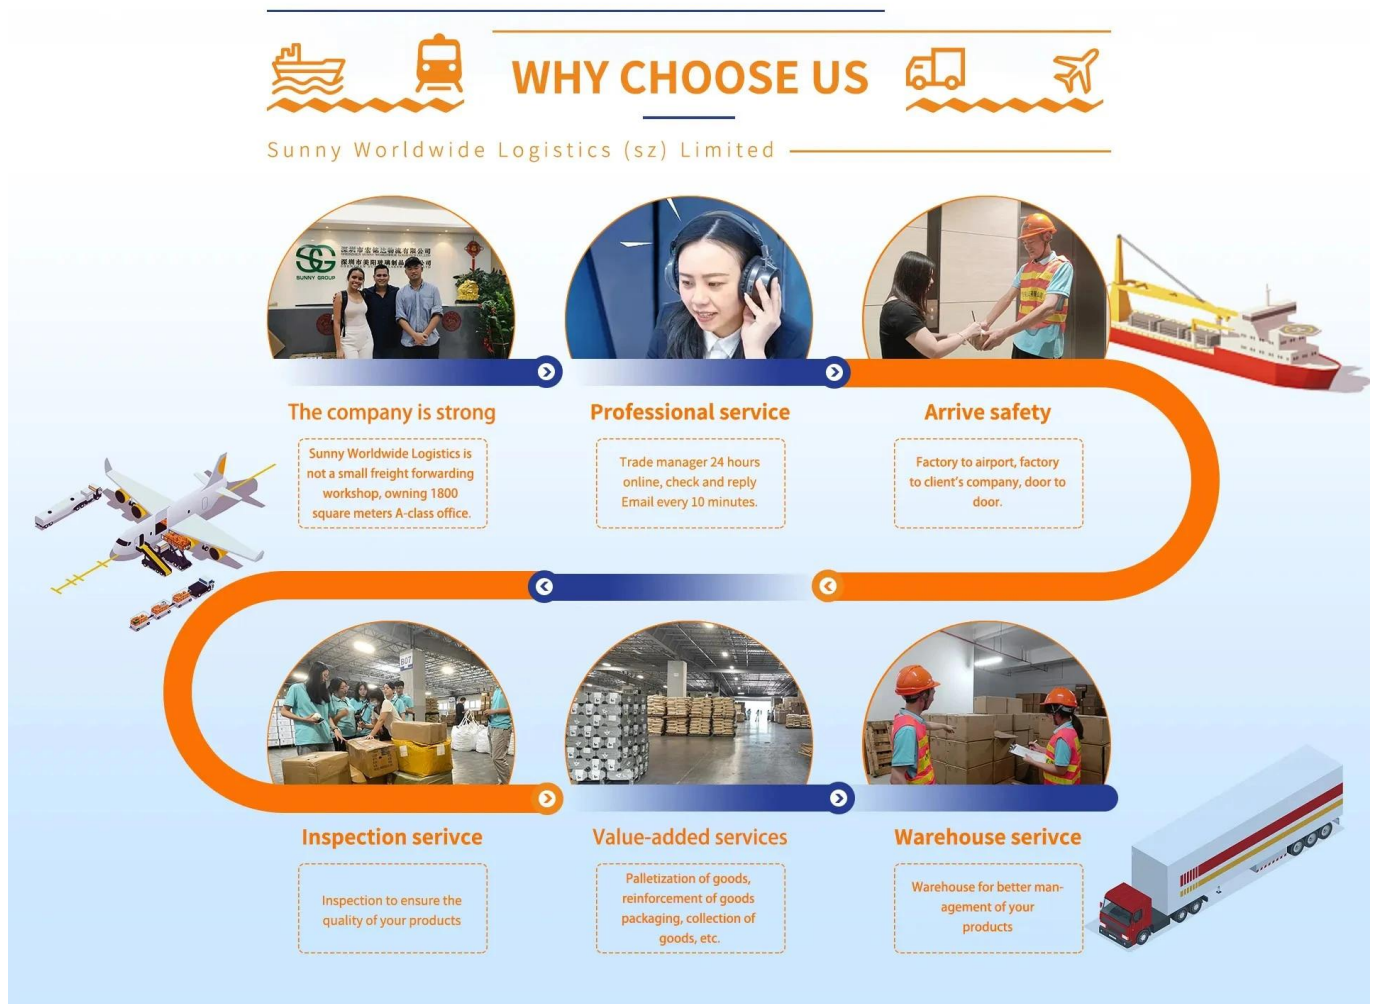 WHY CHOOSE US
Sunny Worldwide Logistics (sz) Limited
SUNNY GROUP
The company is strong
Professional service
Arrive safety
Sunny Worldwide Logistics is
not a small freight forwarding
workshop, owning 1800
square meters A-class office.
Trade manager 24 hours
online, check and reply
Email every 10 minutes.
Factory to airport, factory
to client's company, door to
door.
Inspection serivce
Value-added services
Warehouse serivce
Inspection to ensure the
quality of your products
Palletization of goods,
reinforcement of goods
packaging, collection of
goods, etc.
Warehouse for better man-
agement of your
products